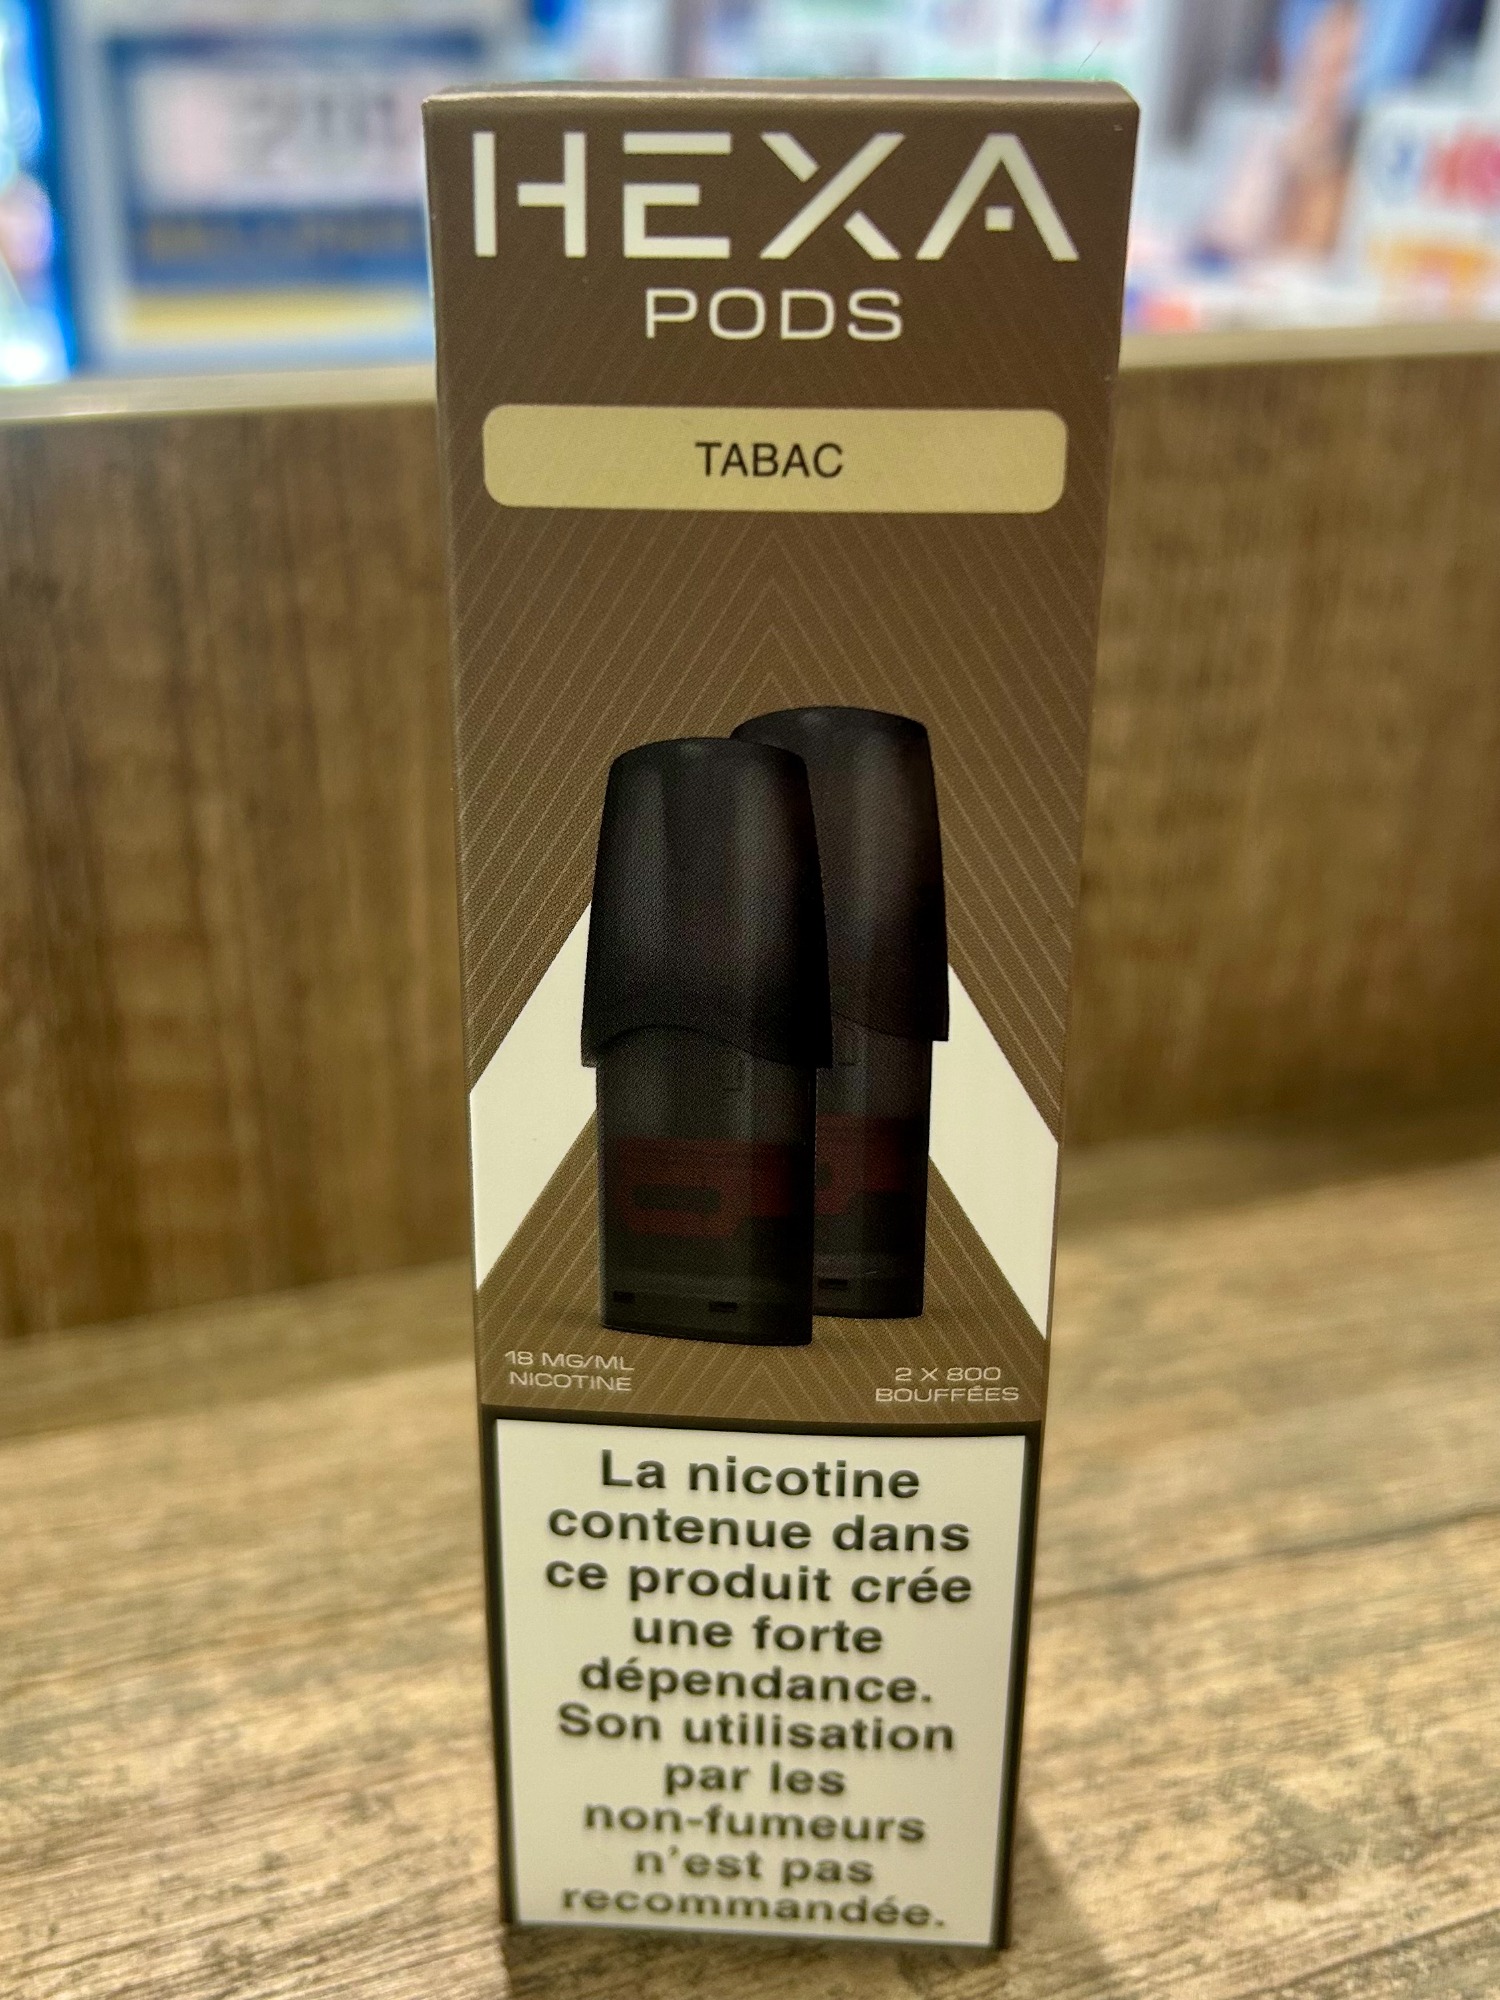 HEXA
PODS
TABAC
18 MG/ML
NICOTINE
2 X 800
BOUFFÉES
La nicotine
contenue dans
ce produit crée
une forte
dépendance.
Son utilisation
par les
non-fumeurs
n'est pas
recommandée.